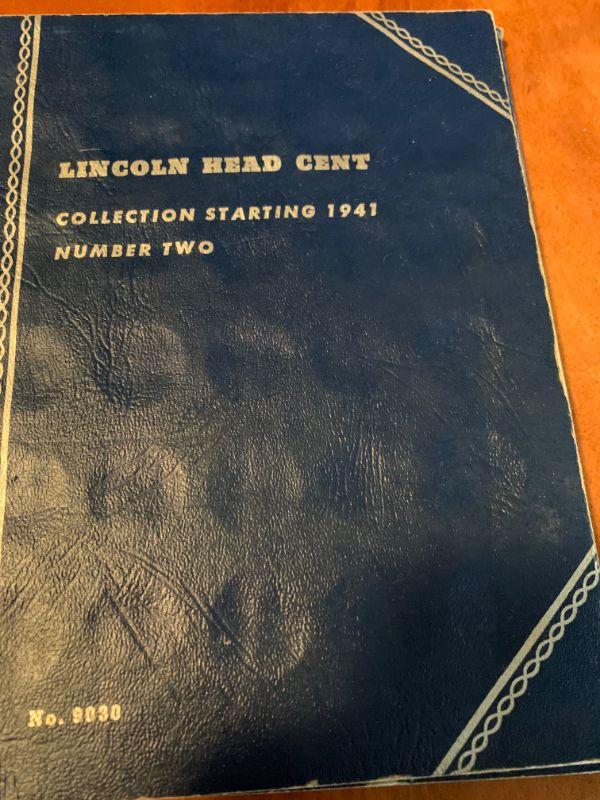 LINCOLN HEAD CENT
COLLECTION STARTING 1941
NUMBER TWO
No. 9030